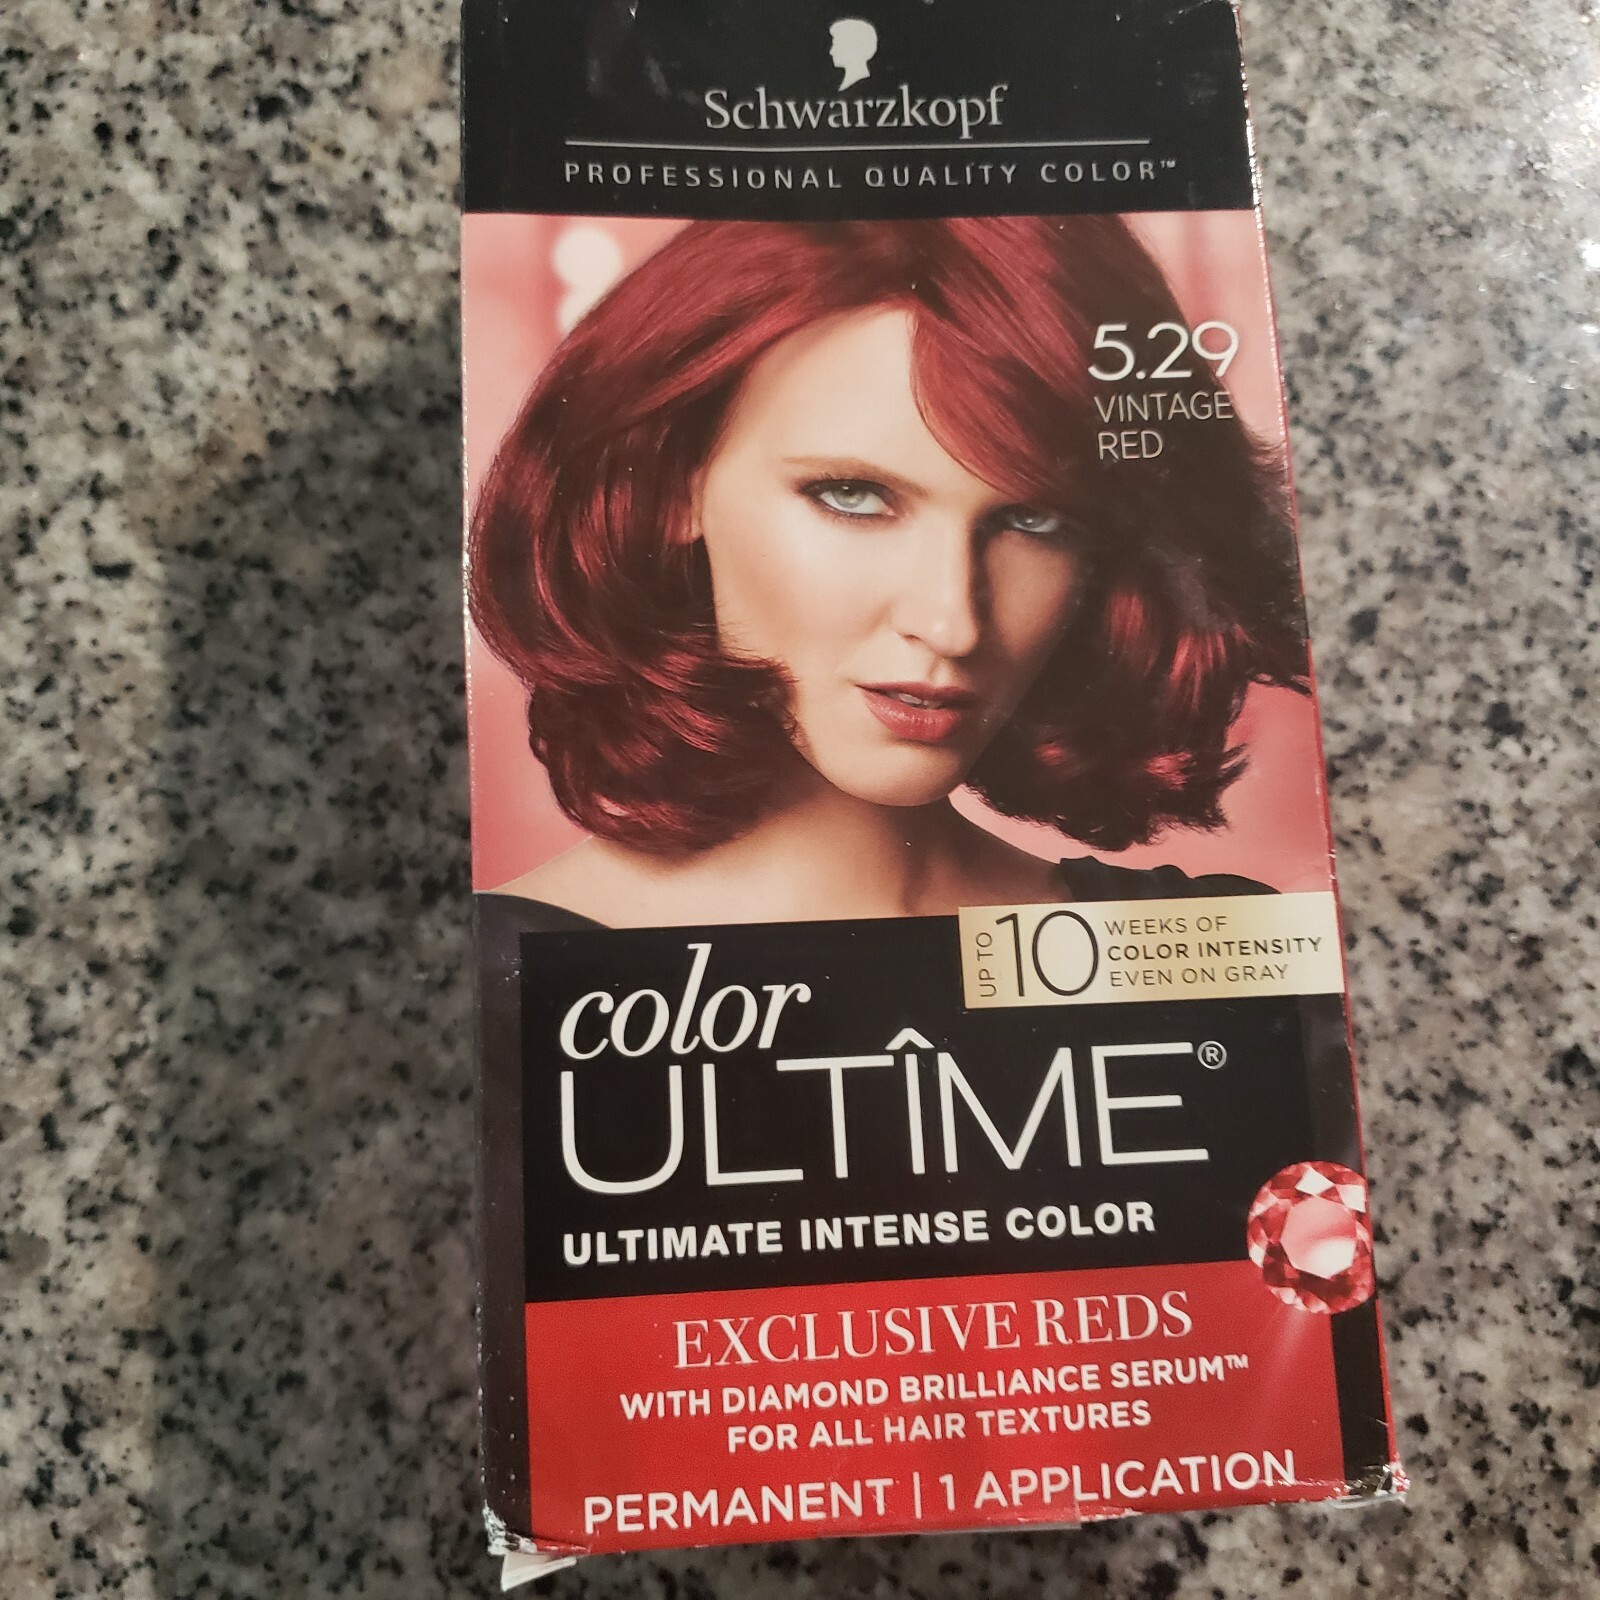 Schwarzkopf
PROFESSIONAL QUALITY COLOR™
5.29
VINTAGE
RED
UP TO 10 WEEKS OF
COLOR INTENSITY
EVEN ON GRAY
color
ULTÎME®
ULTIMATE INTENSE COLOR
EXCLUSIVE REDS
WITH DIAMOND BRILLIANCE SERUM™
FOR ALL HAIR TEXTURES
PERMANENT | 1 APPLICATION